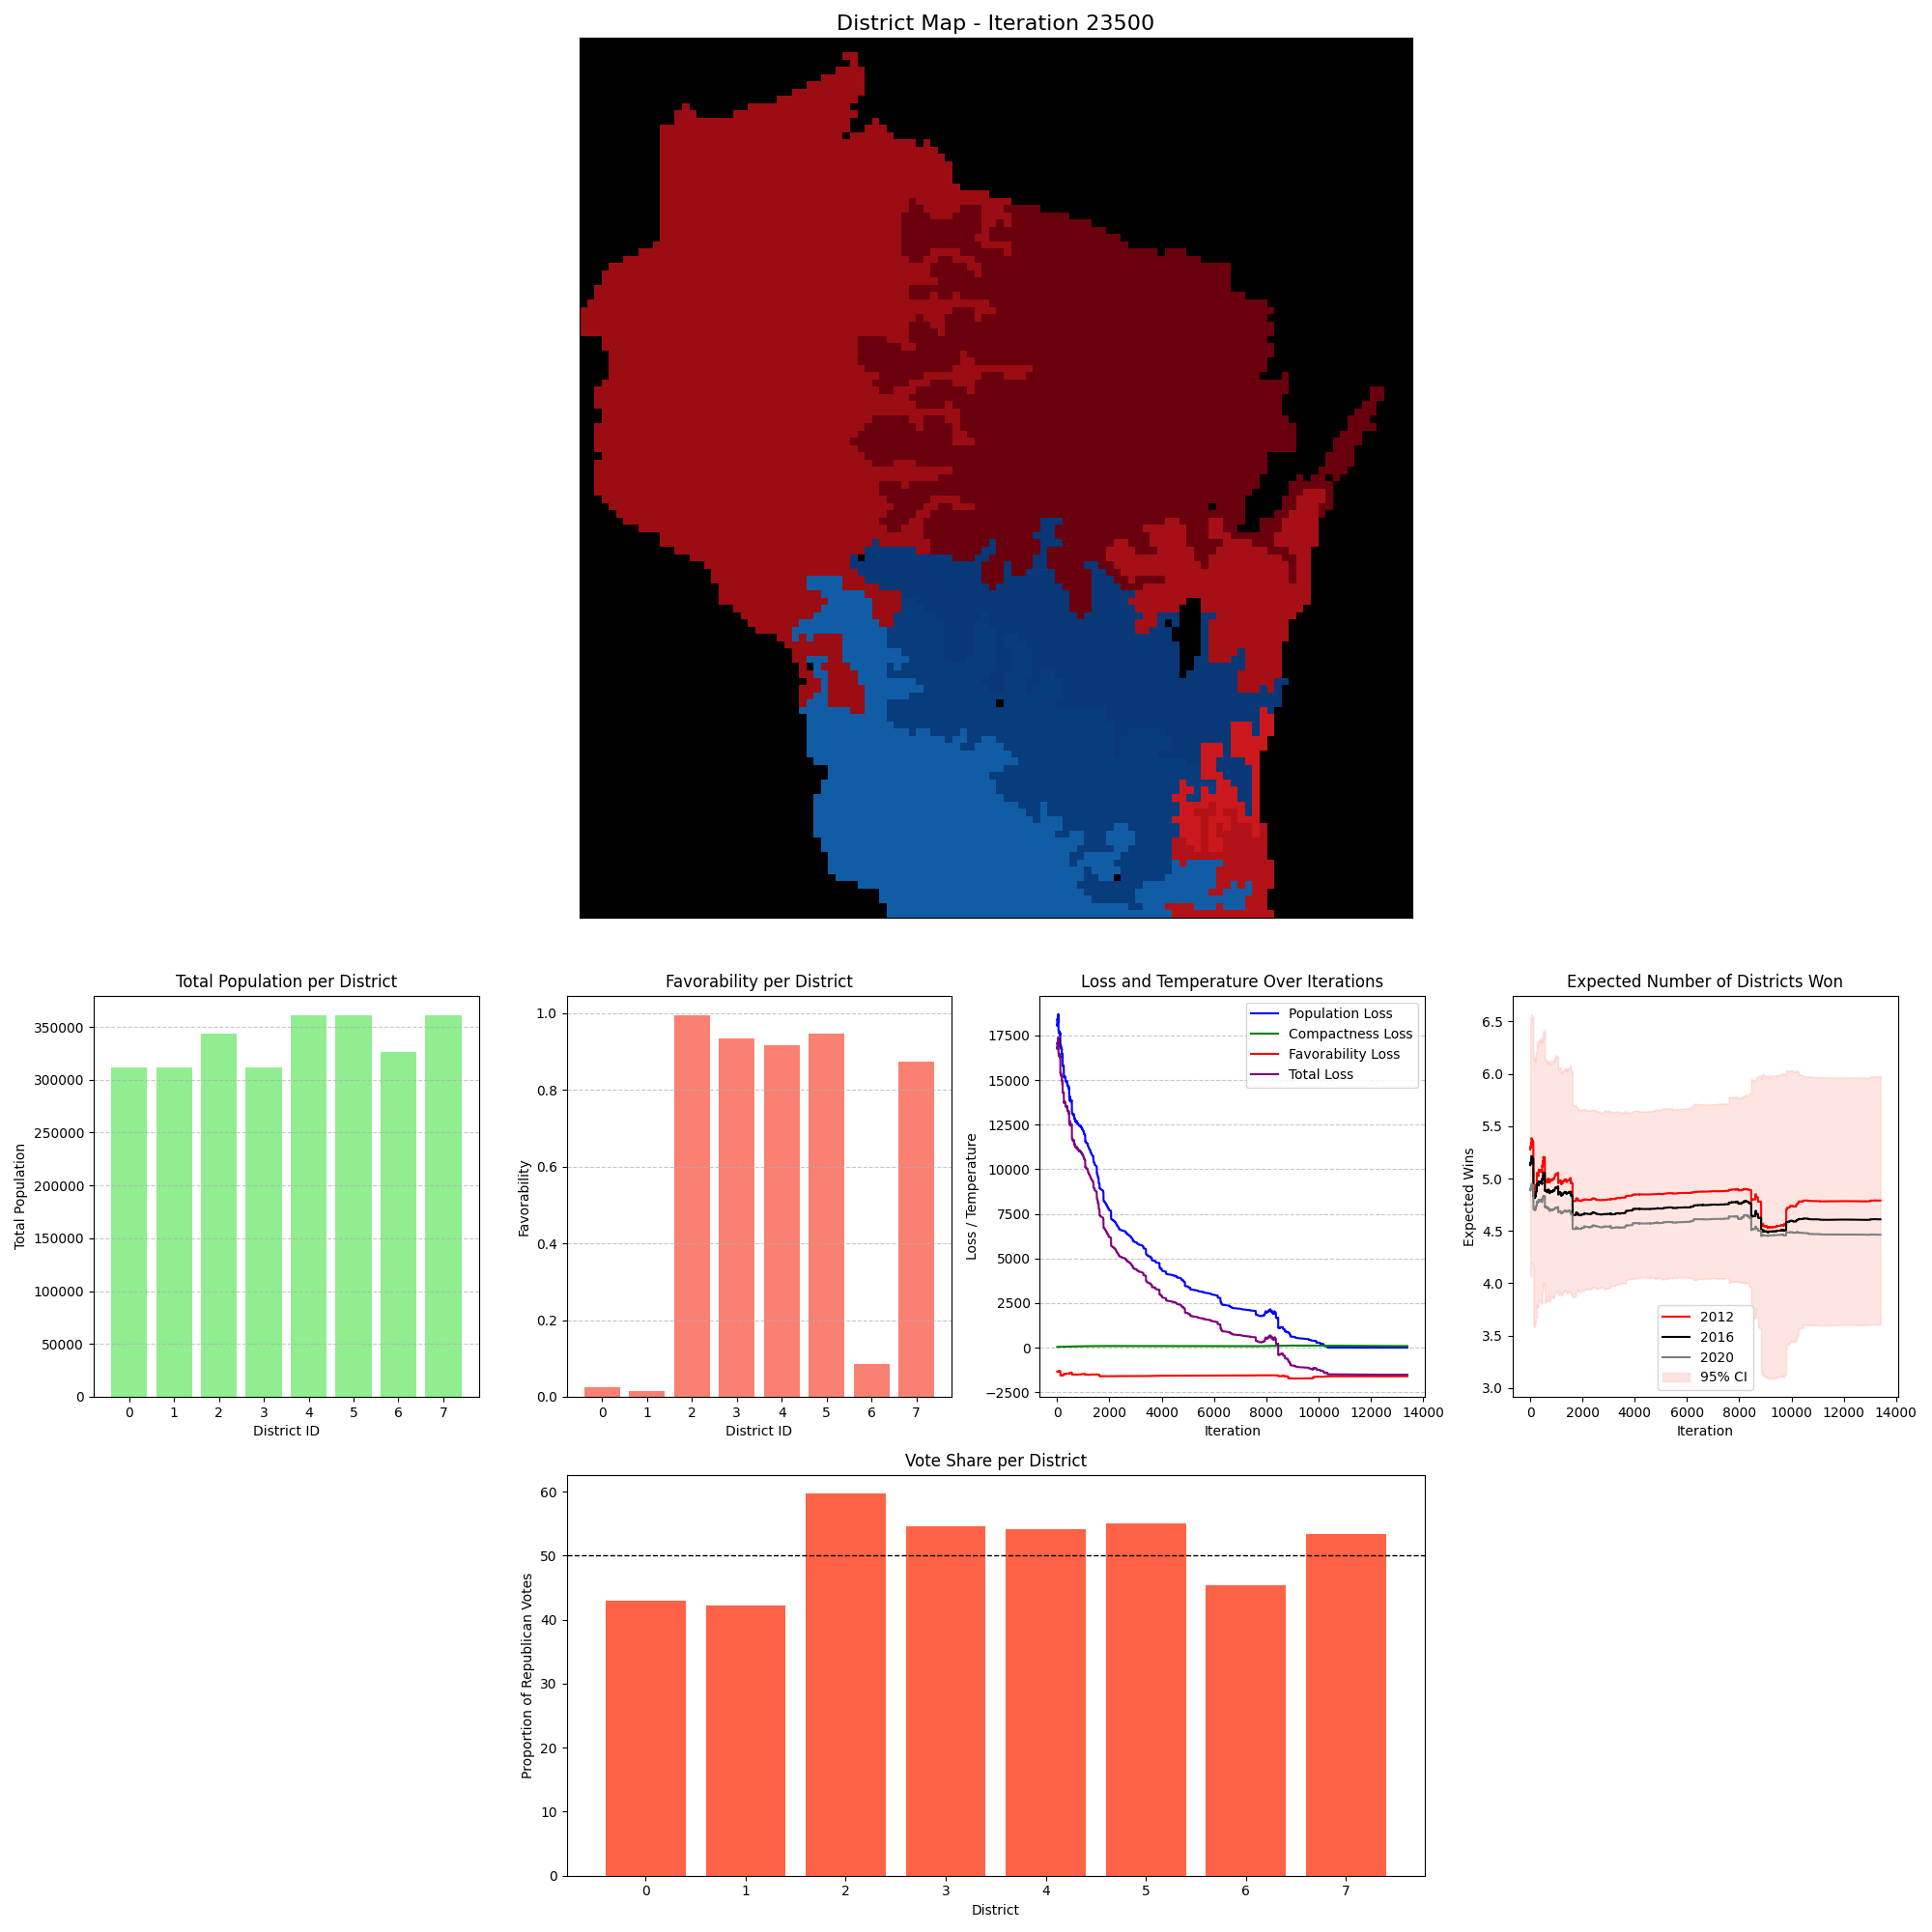 District Map - Iteration 23500
Total Population per District
Total Population
350000
300000
250000
200000
150000
100000
50000
0
0 1 2 3 4 5 6 7
District ID
Favorability per District
Favorability
1.0
0.8
0.6
0.4
0.2
0.0
0 1 2 3 4 5 6 7
District ID
Loss and Temperature Over Iterations
Loss / Temperature
17500
15000
12500
10000
7500
5000
2500
0
−2500
Population Loss
Compactness Loss
Favorability Loss
Total Loss
0 2000 4000 6000 8000 10000 12000 14000
Iteration
Expected Number of Districts Won
Expected Wins
6.5
6.0
5.5
5.0
4.5
4.0
3.5
3.0
2012
2016
2020
95% CI
0 2000 4000 6000 8000 10000 12000 14000
Iteration
Vote Share per District
Proportion of Republican Votes
60
50
40
30
20
10
0
0 1 2 3 4 5 6 7
District